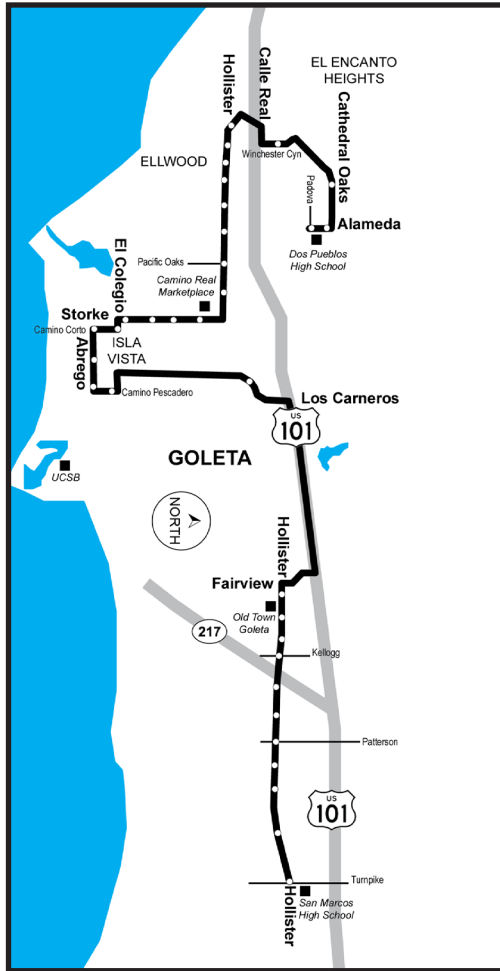 Hollister
Calle Real
EL ENCANTO
HEIGHTS
Cathedral Oaks
Winchester Cyn
ELLWOOD
Padova
Alameda
Dos Pueblos
High School
El Colegio
Pacific Oaks
Camino Real
Marketplace
Storke
Camino Corto
Abrego
ISLA
VISTA
Camino Pescadero
Los Carneros
US
101
GOLETA
UCSB
NORTH
Hollister
Fairview
Old Town
Goleta
217
Kellogg
Patterson
US
101
Turnpike
Hollister
San Marcos
High School